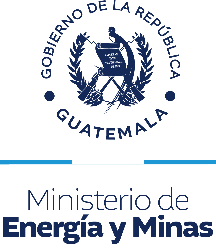 GOBIERNO DE LA REPÚBLICA
GUATEMALA
Ministerio de
Energía y Minas